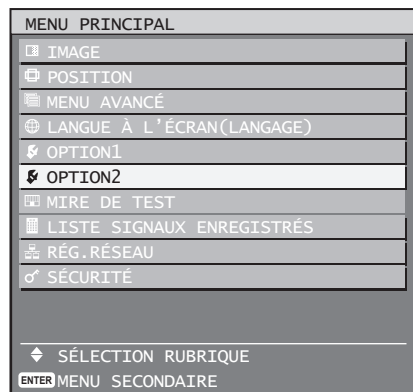 MENU PRINCIPAL
IMAGE
POSITION
MENU AVANCÉ
LANGUE À L'ÉCRAN(LANGAGE)
OPTION1
OPTION2
MIRE DE TEST
LISTE SIGNAUX ENREGISTRÉS
RÉG.RÉSEAU
SÉCURITÉ
SÉLECTION RUBRIQUE
ENTER MENU SECONDAIRE